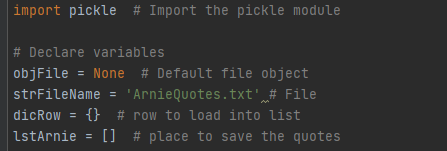 import pickle  # Import the pickle module
# Declare variables
objFile = None  # Default file object
strFileName = 'ArnieQuotes.txt' # File
dicRow = {}  # row to load into list
lstArnie = []  # place to save the quotes